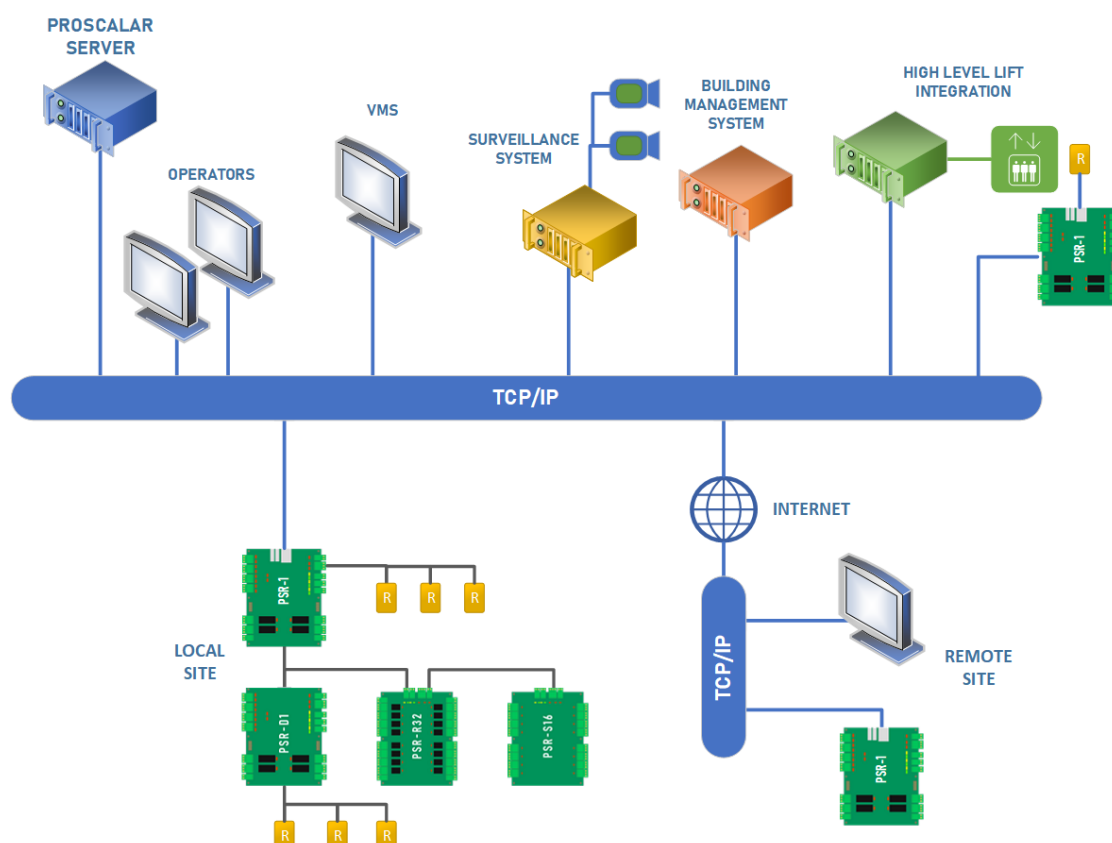 PROSCALAR
SERVER
VMS
OPERATORS
SURVEILLANCE
SYSTEM
BUILDING
MANAGEMENT
SYSTEM
HIGH LEVEL LIFT
INTEGRATION
R
PSR-1
TCP/IP
INTERNET
PSR-1
R
R
R
LOCAL
SITE
PSR-D1
PSR-R32
PSR-S16
R
R
R
TCP/IP
REMOTE
SITE
PSR-1